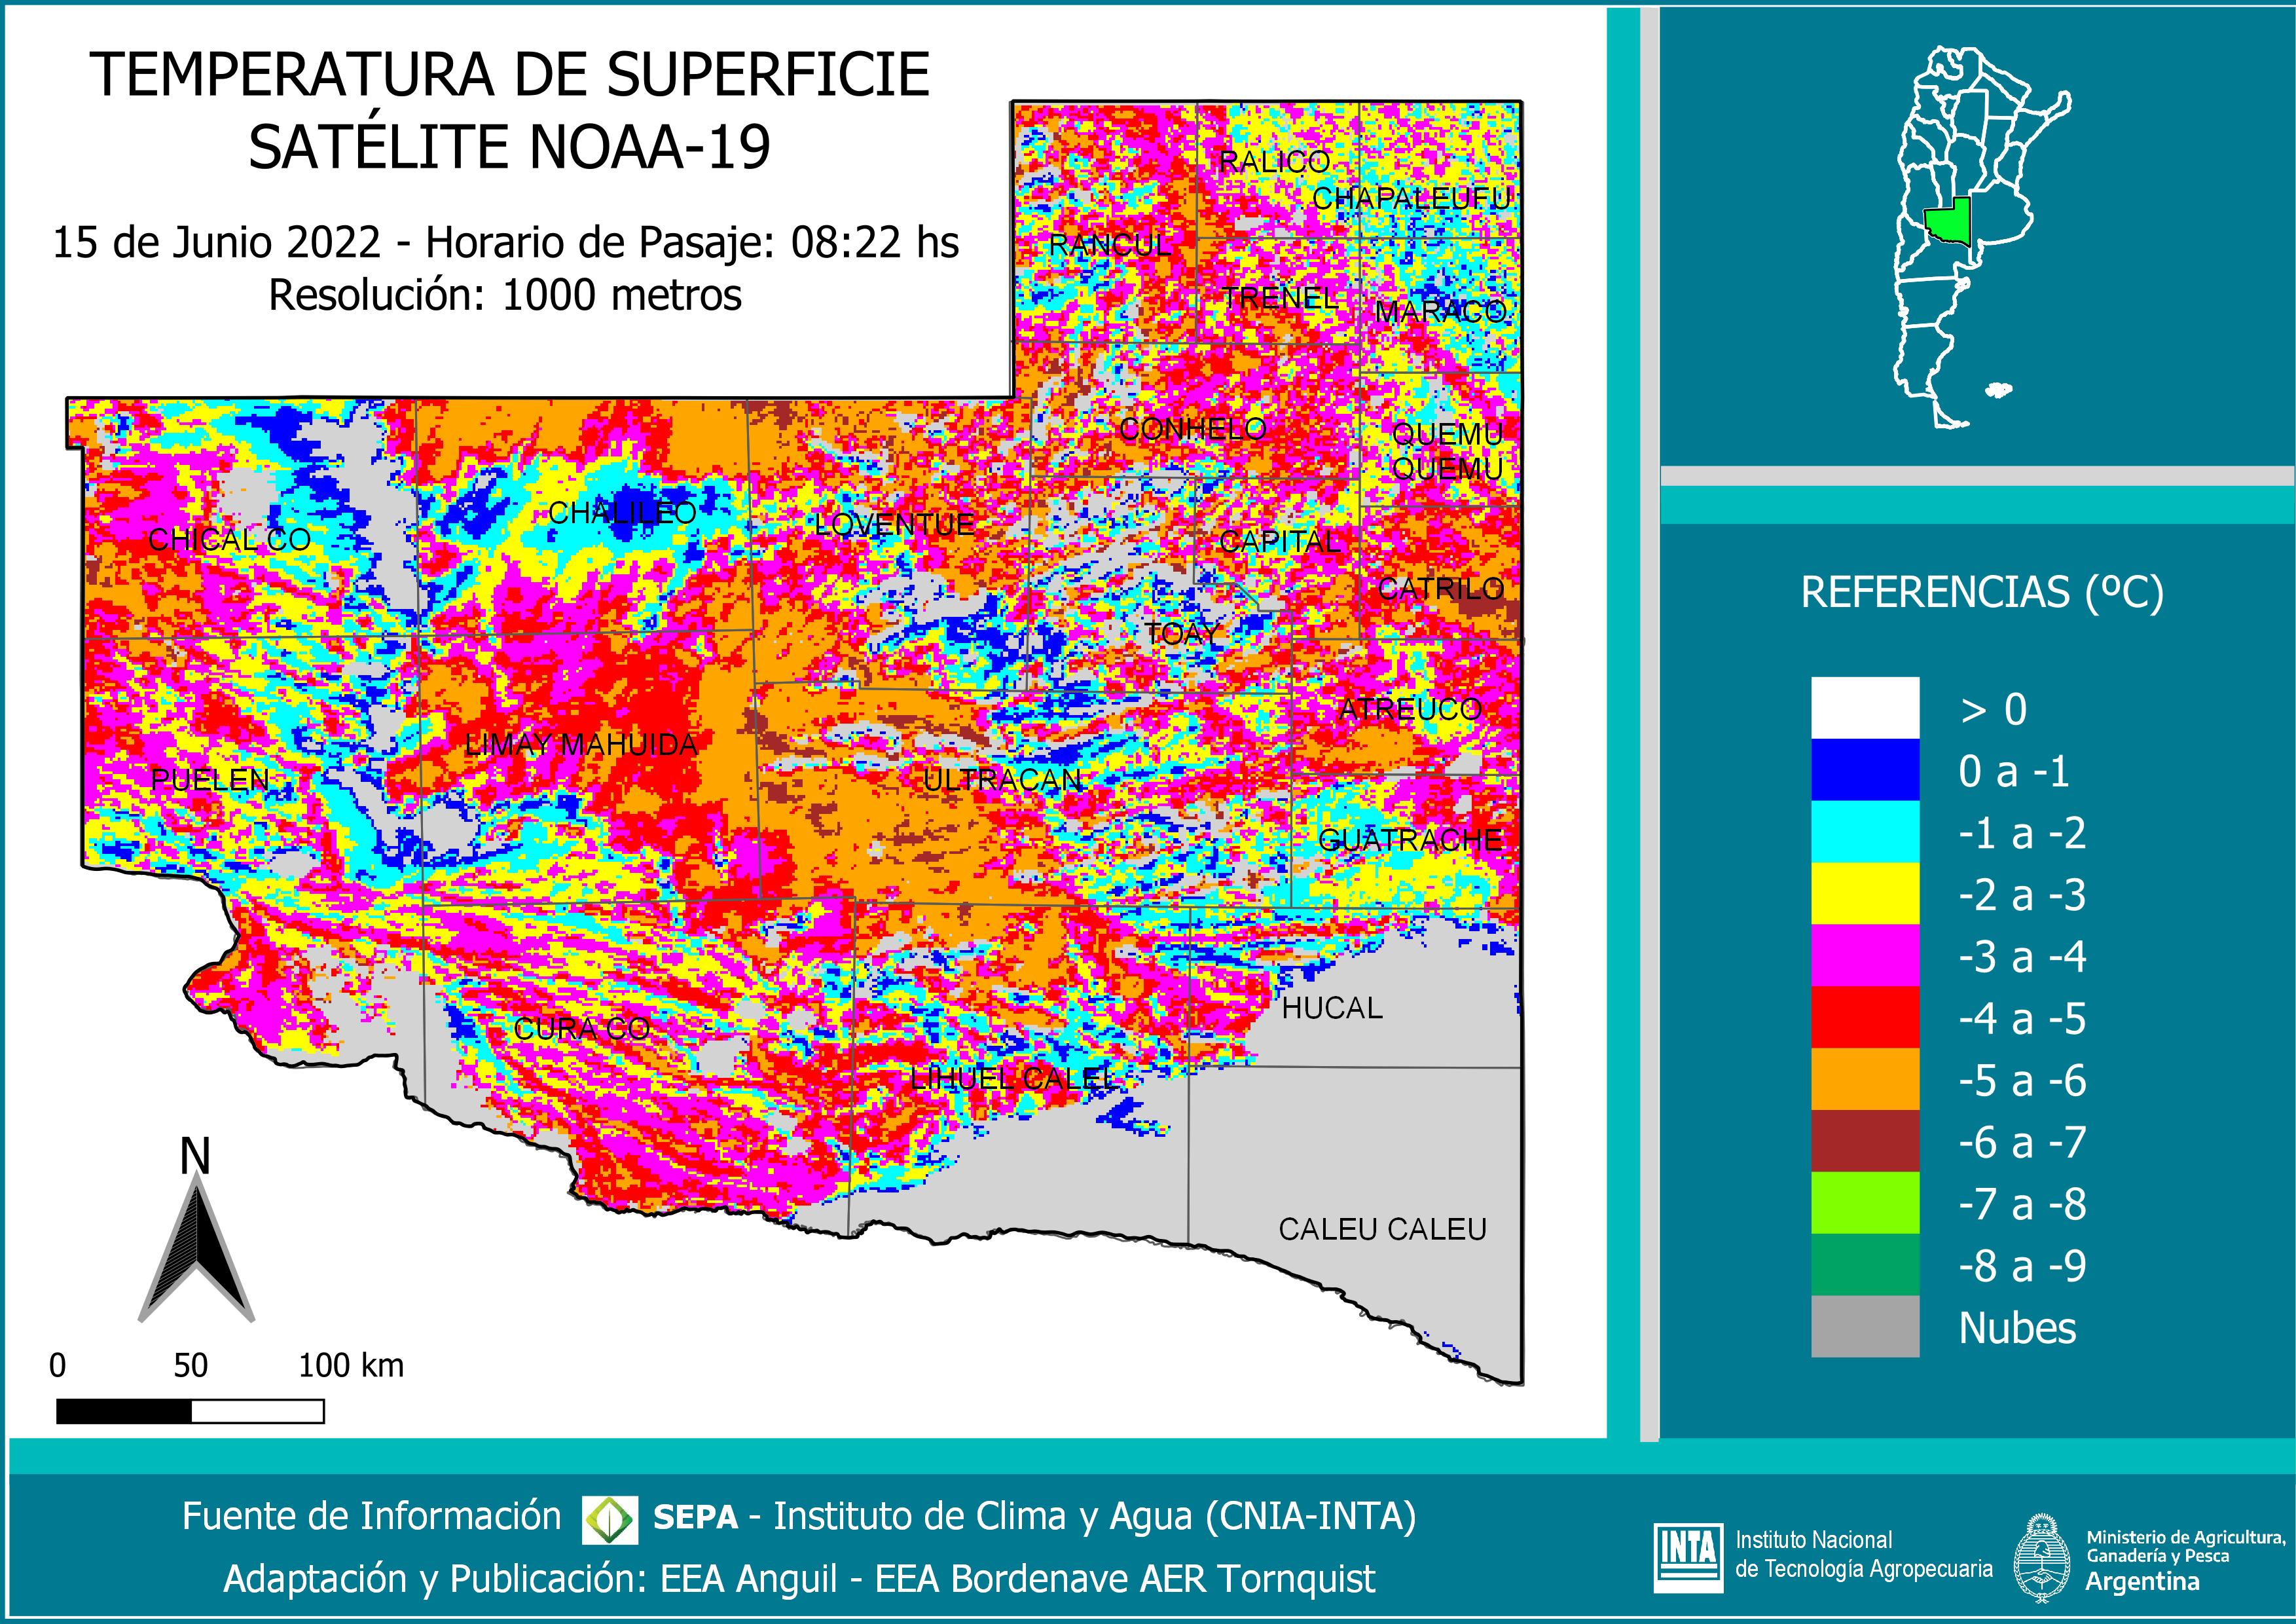 TEMPERATURA DE SUPERFICIE
SATÉLITE NOAA-19
15 de Junio 2022 - Horario de Pasaje: 08:22 hs
Resolución: 1000 metros
RALICO
CHAPALEUFU
RANCUL
TRENEL
MARACO
CONHELO
QUEMU
QUEMU
CHALILEO
LOVENTUE
CHICAL CO
CAPITAL
CATRILO
TOAY
ATREUCO
LIMAY MAHUIDA
PUELEN
ULTRACAN
GUATRACHE
HUCAL
CURA CO
LIHUEL CALEL
CALEU CALEU
N
0 50 100 km
REFERENCIAS (ºC)
> 0
0 a -1
-1 a -2
-2 a -3
-3 a -4
-4 a -5
-5 a -6
-6 a -7
-7 a -8
-8 a -9
Nubes
Fuente de Información SEPA - Instituto de Clima y Agua (CNIA-INTA)
Adaptación y Publicación: EEA Anguil - EEA Bordenave AER Tornquist
INTA
Instituto Nacional
de Tecnología Agropecuaria
Ministerio de Agricultura,
Ganadería y Pesca
Argentina